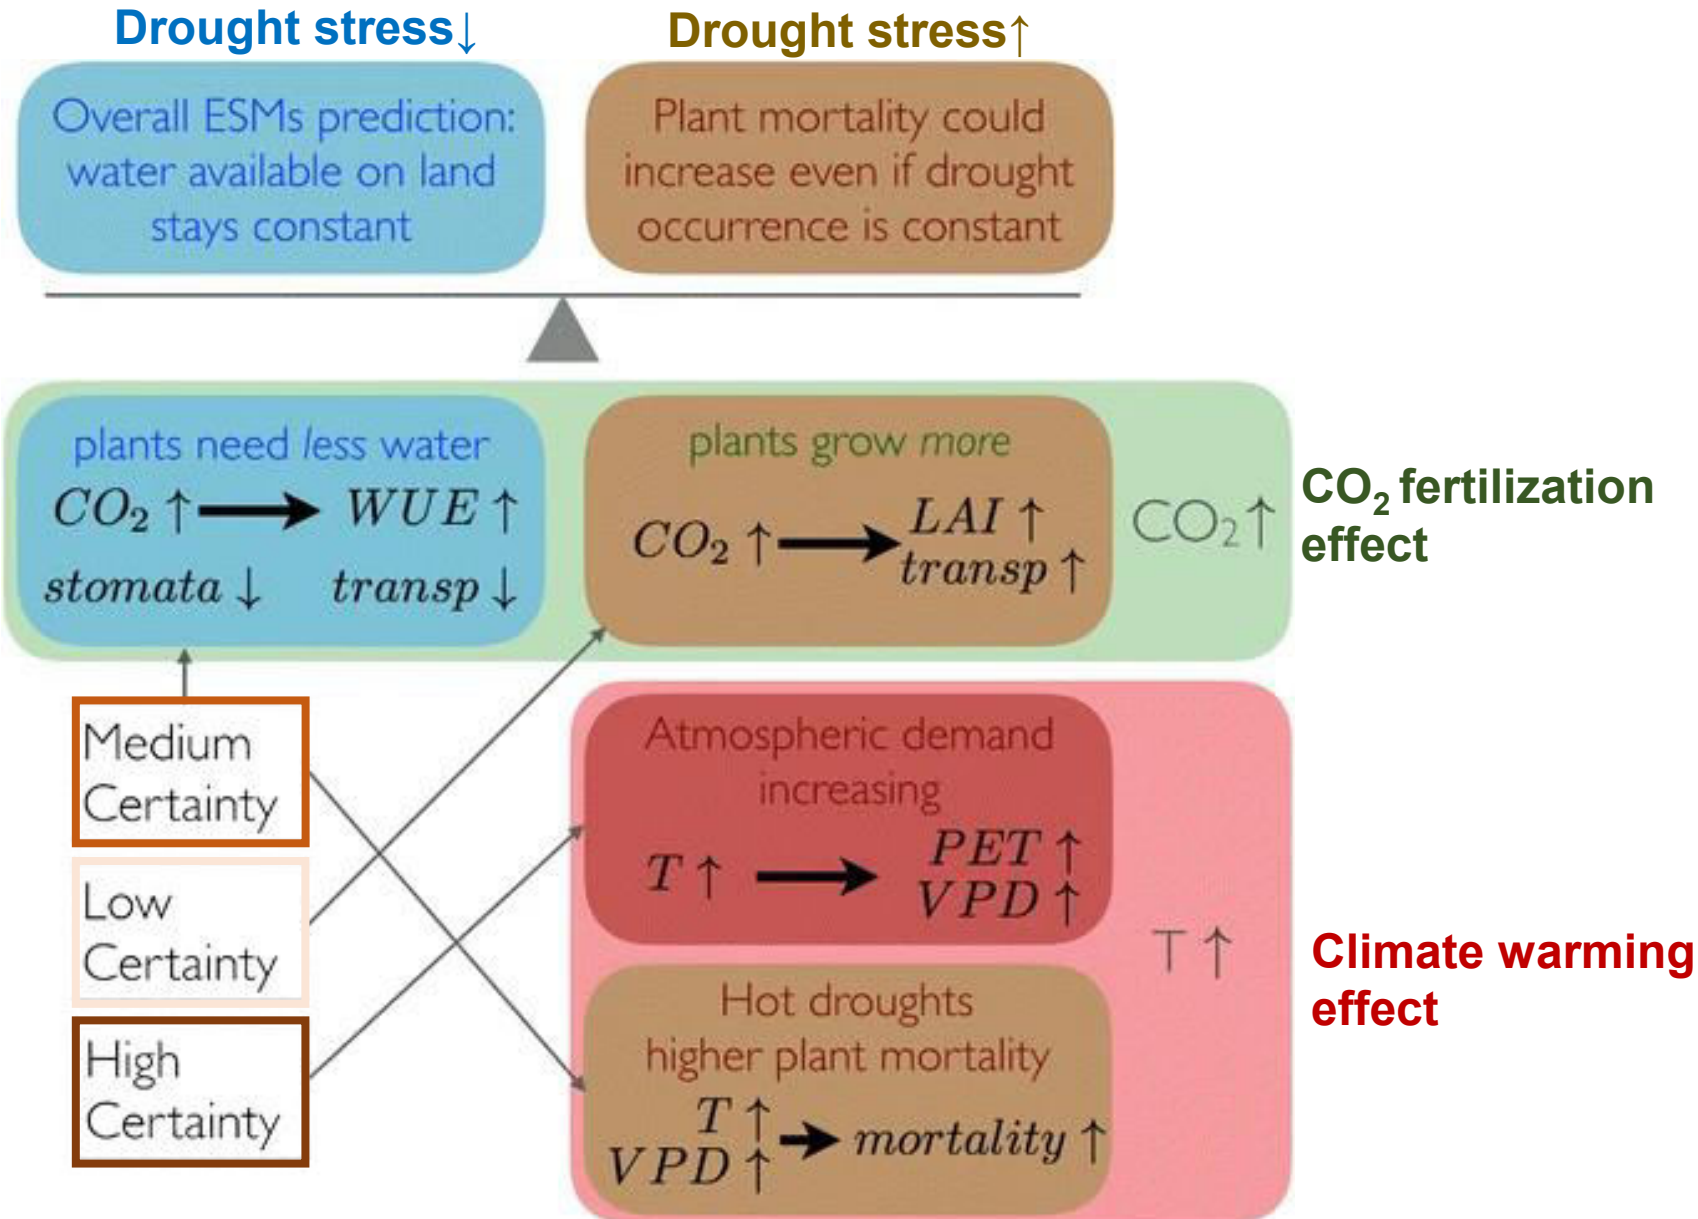 Drought stress↓
Drought stress↑
Overall ESMs prediction:
water available on land
stays constant
Plant mortality could
increase even if drought
occurrence is constant
plants need less water
CO₂ ↑ → WUE ↑
stomata ↓ transp ↓
plants grow more
CO₂ ↑ → LAI ↑
transp ↑
CO₂↑
CO₂ fertilization
effect
Medium
Certainty
Low
Certainty
High
Certainty
Atmospheric demand
increasing
T ↑ → PET ↑
VPD ↑
T ↑
Climate warming
effect
Hot droughts
higher plant mortality
T ↑
VPD ↑ → mortality ↑